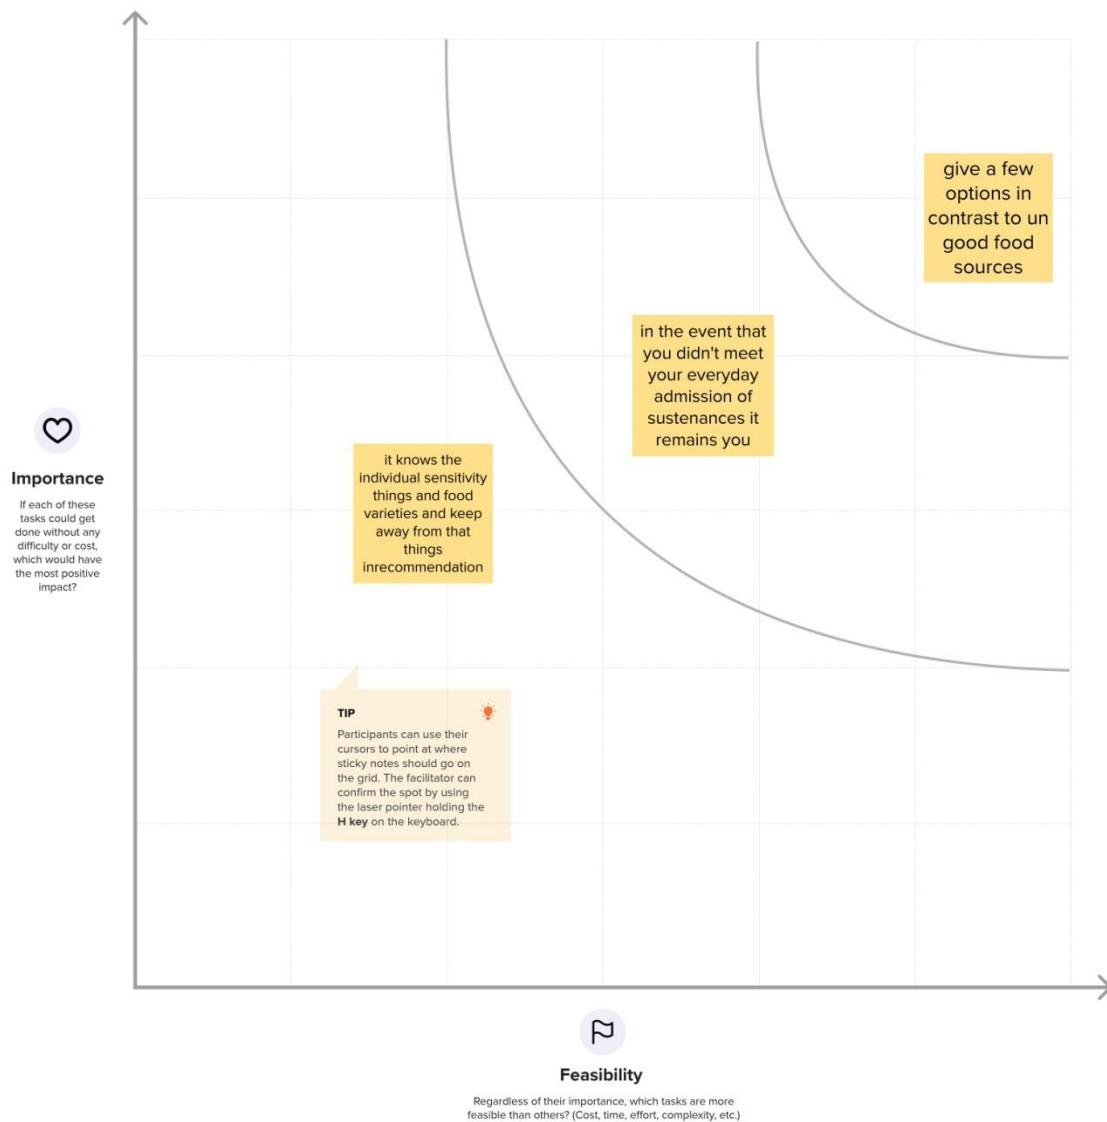 give a few
options in
contrast to un
good food
sources
in the event that
you didn't meet
your everyday
admission of
sustenances it
remains you
it knows the
individual sensitivity
things and food
varieties and keep
away from that
things
inrecommendation
Importance
If each of these
tasks could get
done without any
difficulty or cost,
which would have
the most positive
impact?
TIP
Participants can use their
cursors to point at where
sticky notes should go on
the grid. The facilitator can
confirm the spot by using
the laser pointer holding the
H key on the keyboard.
Feasibility
Regardless of their importance, which tasks are more
feasible than others? (Cost, time, effort, complexity, etc.)